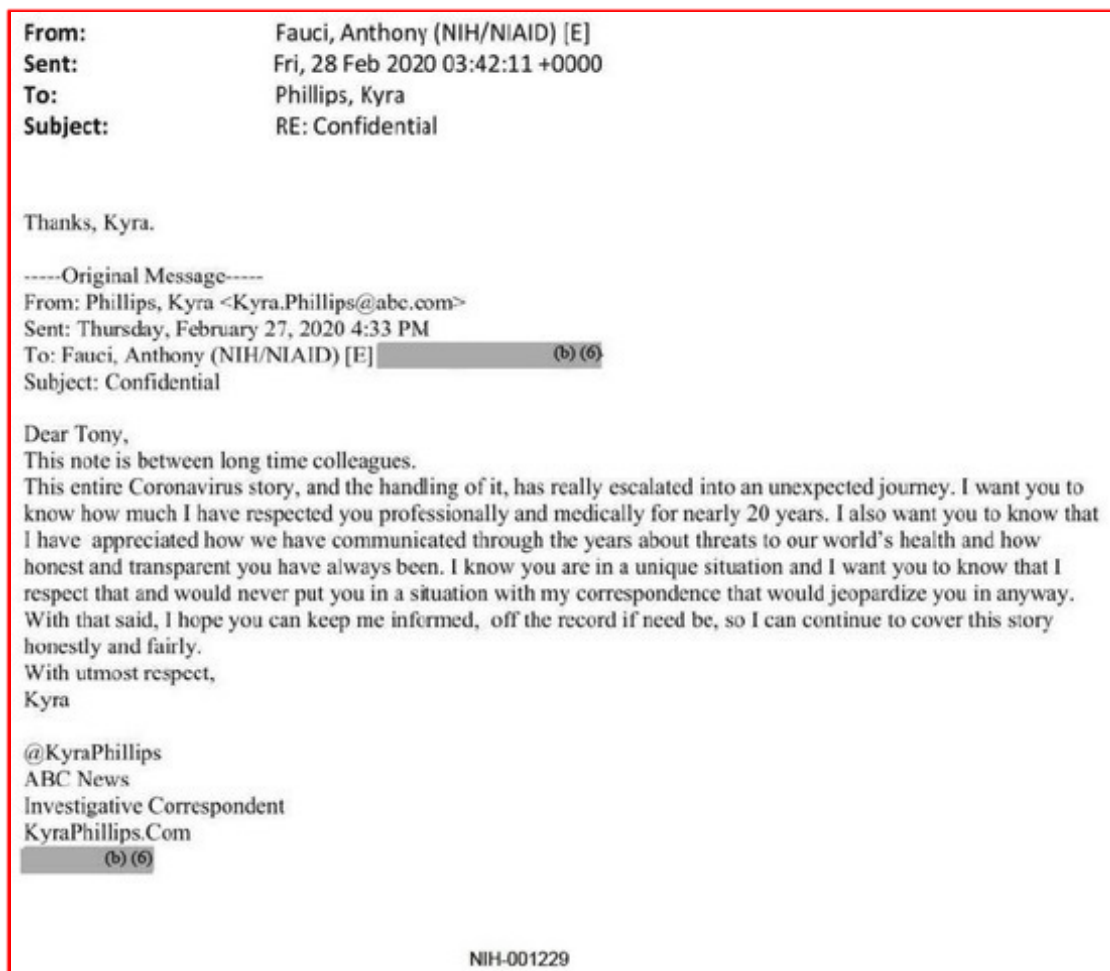 From: Fauci, Anthony (NIH/NIAID) [E]
Sent: Fri, 28 Feb 2020 03:42:11 +0000
To: Phillips, Kyra
Subject: RE: Confidential
Thanks, Kyra.
-----Original Message-----
From: Phillips, Kyra <Kyra.Phillips@abc.com>
Sent: Thursday, February 27, 2020 4:33 PM
To: Fauci, Anthony (NIH/NIAID) [E] (b) (6)
Subject: Confidential
Dear Tony,
This note is between long time colleagues.
This entire Coronavirus story, and the handling of it, has really escalated into an unexpected journey. I want you to
know how much I have respected you professionally and medically for nearly 20 years. I also want you to know that
I have appreciated how we have communicated through the years about threats to our world's health and how
honest and transparent you have always been. I know you are in a unique situation and I want you to know that I
respect that and would never put you in a situation with my correspondence that would jeopardize you in anyway.
With that said, I hope you can keep me informed, off the record if need be, so I can continue to cover this story
honestly and fairly.
With utmost respect,
Kyra
@KyraPhillips
ABC News
Investigative Correspondent
KyraPhillips.Com
(b) (6)
NIH-001229